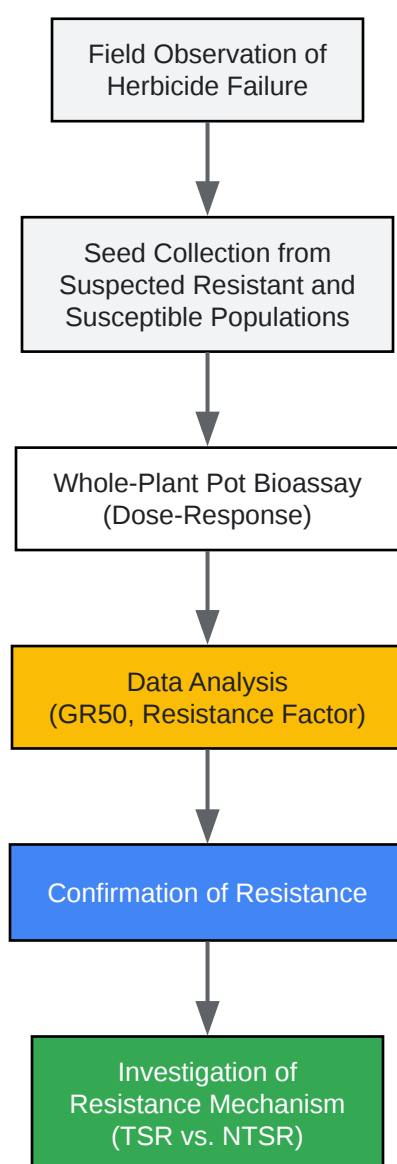 Field Observation of
Herbicide Failure
Seed Collection from
Suspected Resistant and
Susceptible Populations
Whole-Plant Pot Bioassay
(Dose-Response)
Data Analysis
(GR50, Resistance Factor)
Confirmation of Resistance
Investigation of
Resistance Mechanism
(TSR vs. NTSR)